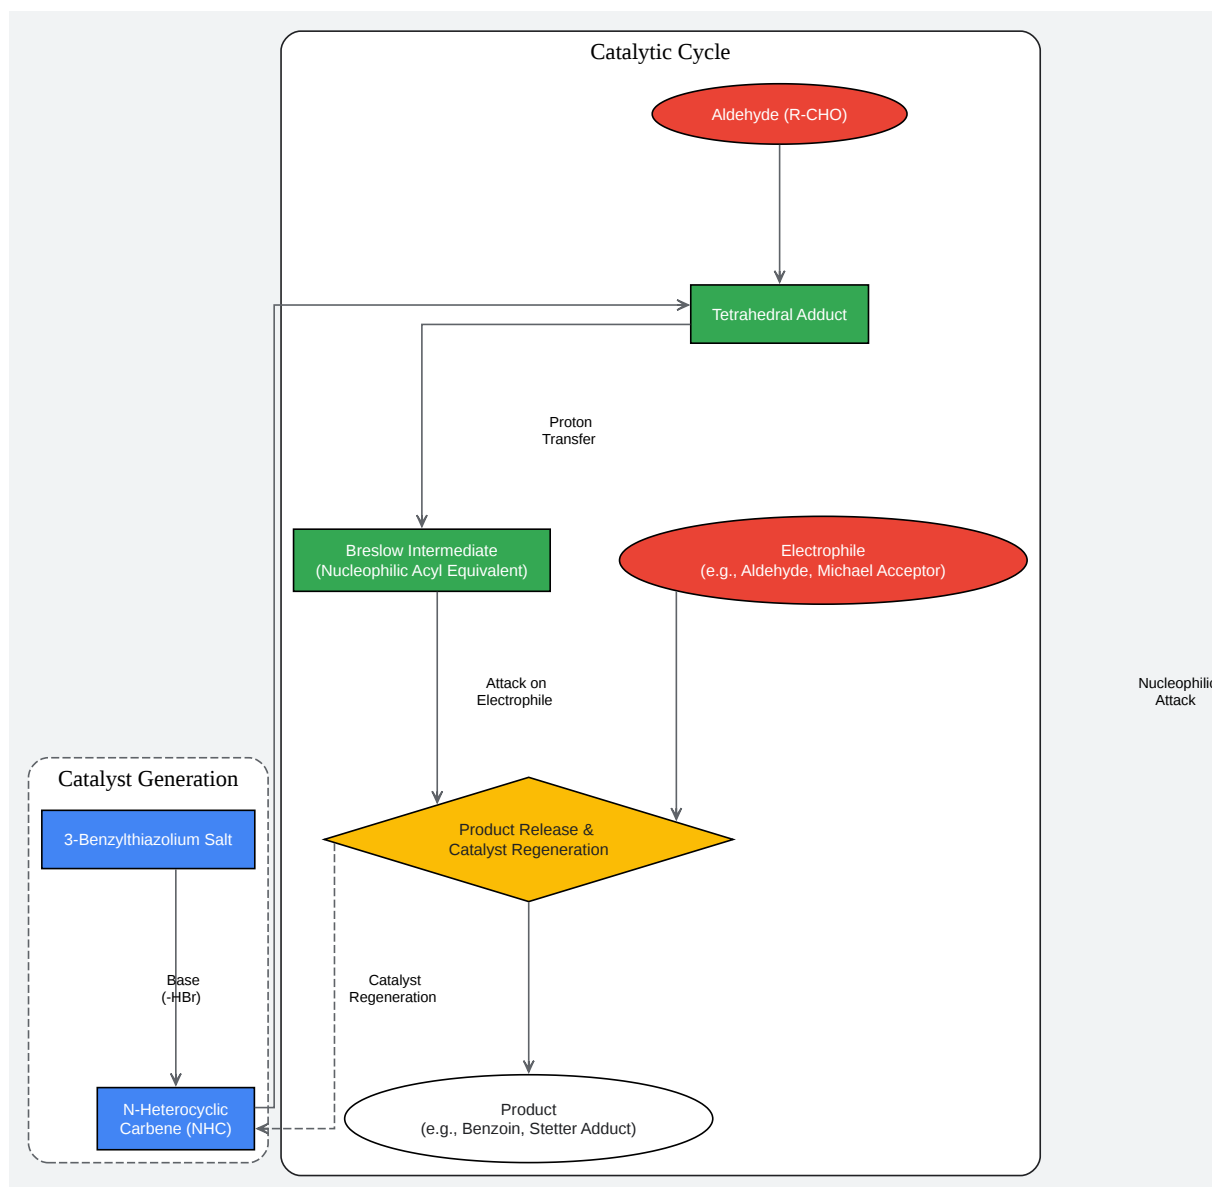 Catalytic Cycle
Aldehyde (R-CHO)
Tetrahedral Adduct
Proton
Transfer
Breslow Intermediate
(Nucleophilic Acyl Equivalent)
Electrophile
(e.g., Aldehyde, Michael Acceptor)
Attack on
Electrophile
Nucleophilic
Attack
Catalyst Generation
3-Benzylthiazolium Salt
Product Release &
Catalyst Regeneration
Base
(-HBr)
Catalyst
Regeneration
N-Heterocyclic
Carbene (NHC)
Product
(e.g., Benzoin, Stetter Adduct)